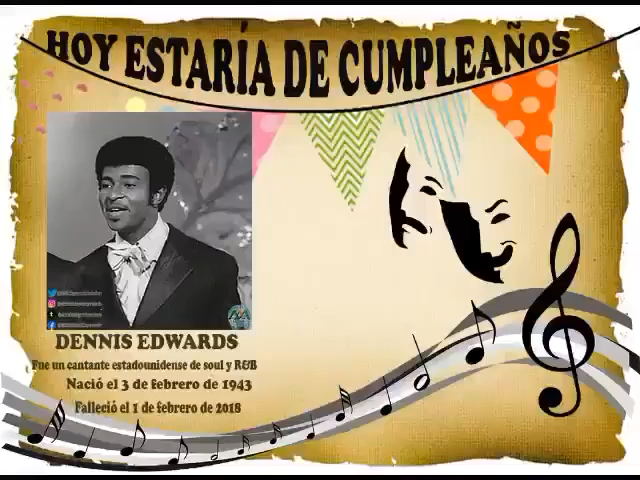 HOY ESTARÍA DE CUMPLEAÑOS
DENNIS EDWARDS
Fue un cantante estadounidense de soul y R&B
Nació el 3 de febrero de 1943
Falleció el 1 de febrero de 2018